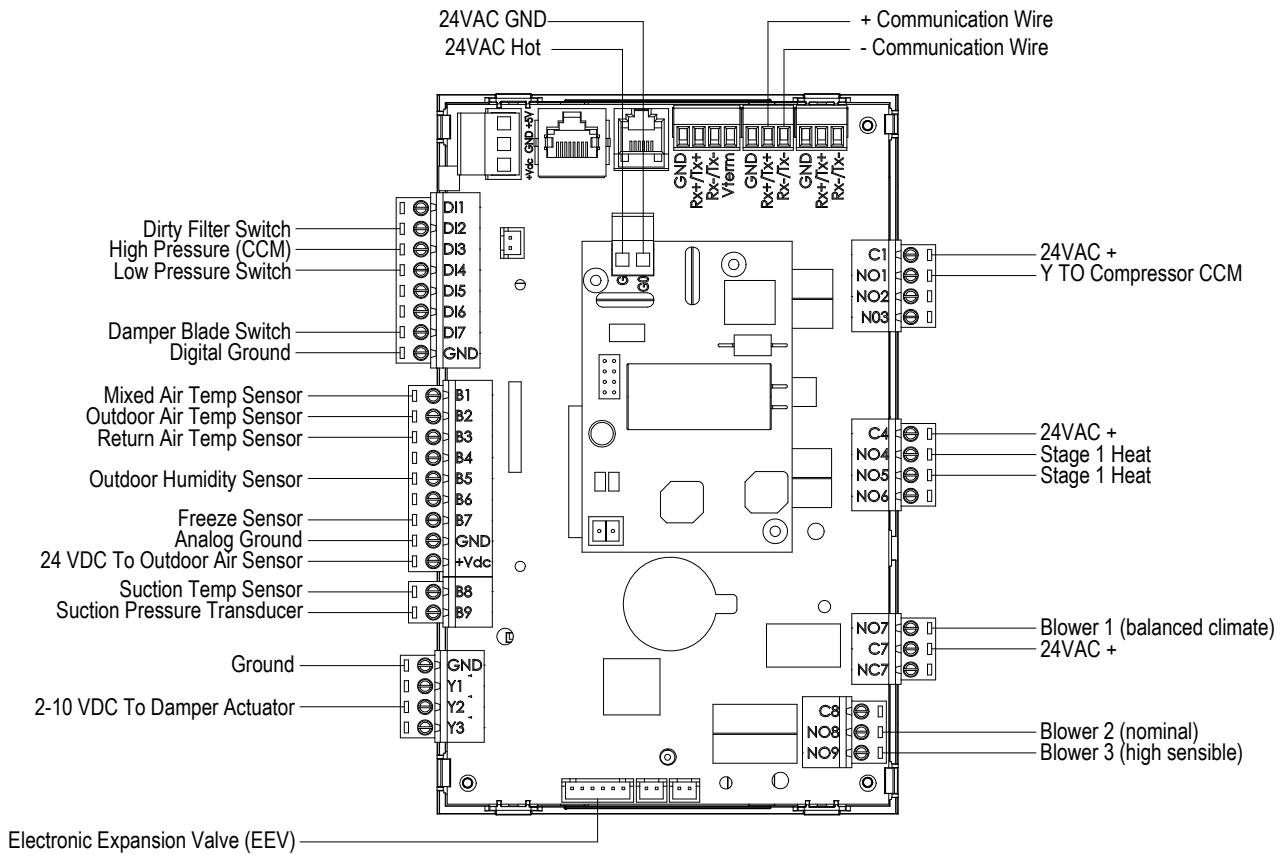 24VAC GND
24VAC Hot
+ Communication Wire
- Communication Wire
+Vdc GND +5V
GND
Rx+/Tx+
Rx-/Tx-
Vterm
GND
Rx+/Tx+
Rx-/Tx-
GND
Rx+/Tx+
Rx-/Tx-
G
G0
DI1
Dirty Filter Switch DI2
High Pressure (CCM) DI3
Low Pressure Switch DI4
DI5
DI6
Damper Blade Switch DI7
Digital Ground GND
Mixed Air Temp Sensor B1
Outdoor Air Temp Sensor B2
Return Air Temp Sensor B3
B4
Outdoor Humidity Sensor B5
B6
Freeze Sensor B7
Analog Ground GND
24 VDC To Outdoor Air Sensor +Vdc
Suction Temp Sensor B8
Suction Pressure Transducer B9
Ground GND
Y1
2-10 VDC To Damper Actuator Y2
Y3
C1 24VAC +
NO1 Y TO Compressor CCM
NO2
N03
C4 24VAC +
NO4 Stage 1 Heat
NO5 Stage 1 Heat
NO6
NO7 Blower 1 (balanced climate)
C7 24VAC +
NC7
C8
NO8 Blower 2 (nominal)
NO9 Blower 3 (high sensible)
Electronic Expansion Valve (EEV)